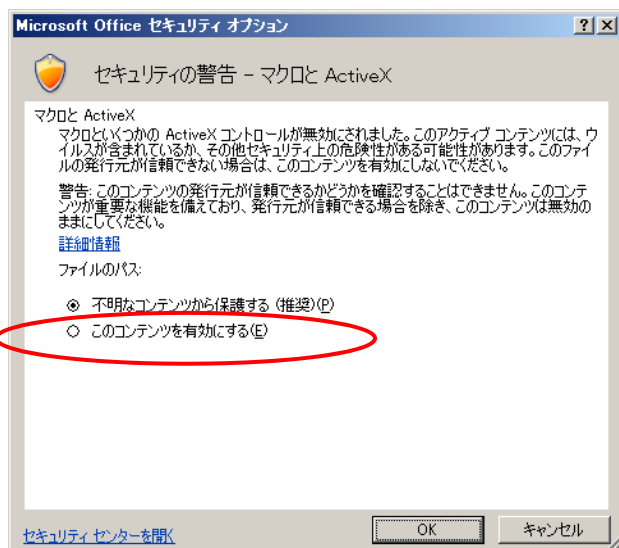 Microsoft Office セキュリティ オプション
セキュリティの警告 - マクロと ActiveX
マクロと ActiveX
マクロといくつかの ActiveX コントロールが無効にされました。このアクティブ コンテンツには、ウ
イルスが含まれているか、その他セキュリティ上の危険性がある可能性があります。このファイ
ルの発行元が信頼できない場合は、このコンテンツを有効にしないでください。
警告: このコンテンツの発行元が信頼できるかどうかを確認することはできません。このコンテ
ンツが重要な機能を備えており、発行元が信頼できる場合を除き、このコンテンツは無効の
ままにしてください。
詳細情報
ファイルのパス:
不明なコンテンツから保護する (推奨)(P)
このコンテンツを有効にする(E)
セキュリティ センターを開く
OK
キャンセル